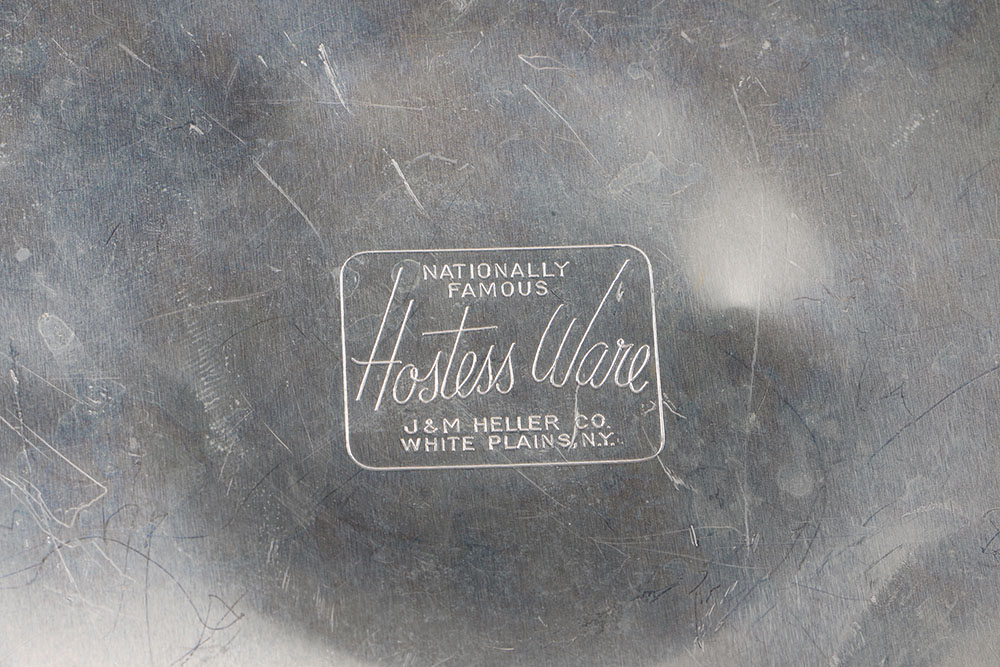 NATIONALLY
FAMOUS
Hostess Ware
J&M HELLER CO.
WHITE PLAINS, N.Y.